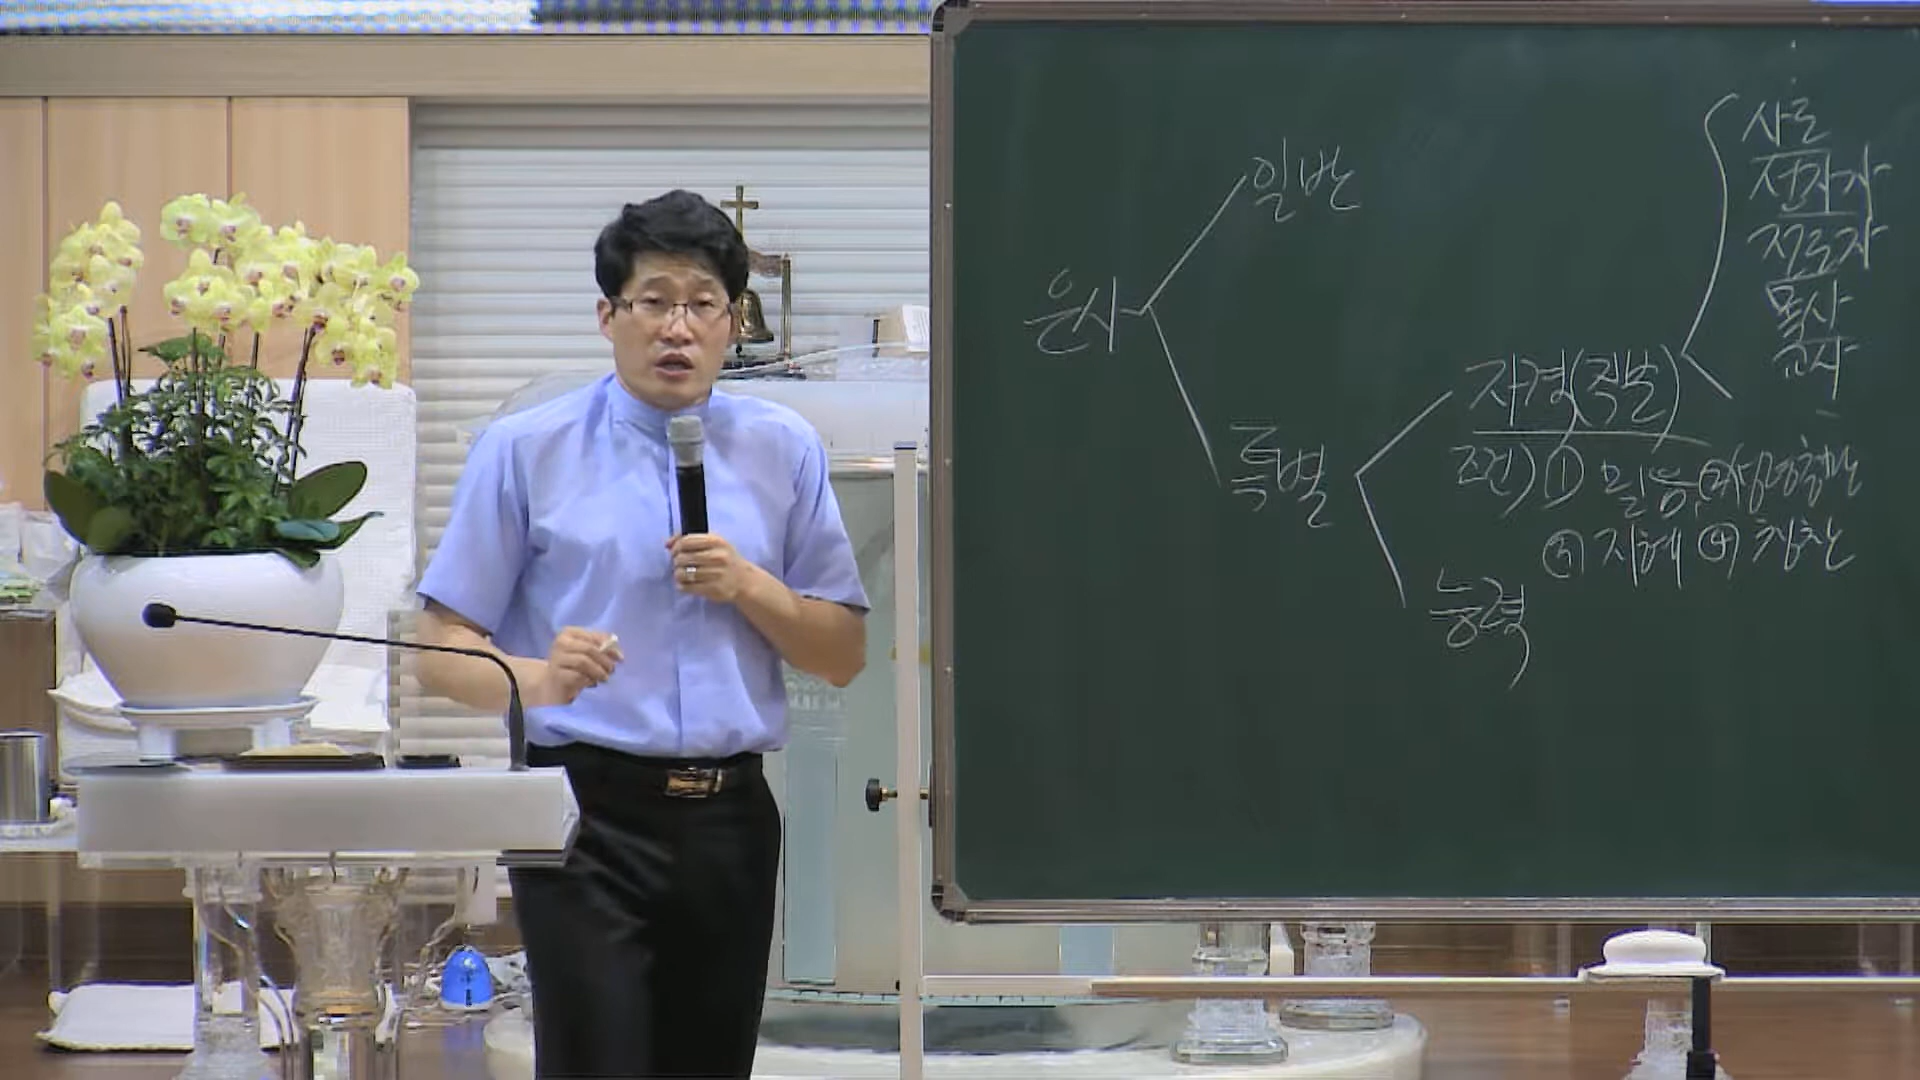 은사
일반
특별
자격(직분)
조건) ① 믿음 ② 성령충만
③ 지혜 ④ 칭찬
능력
사도
선지자
전도자
목사
교사